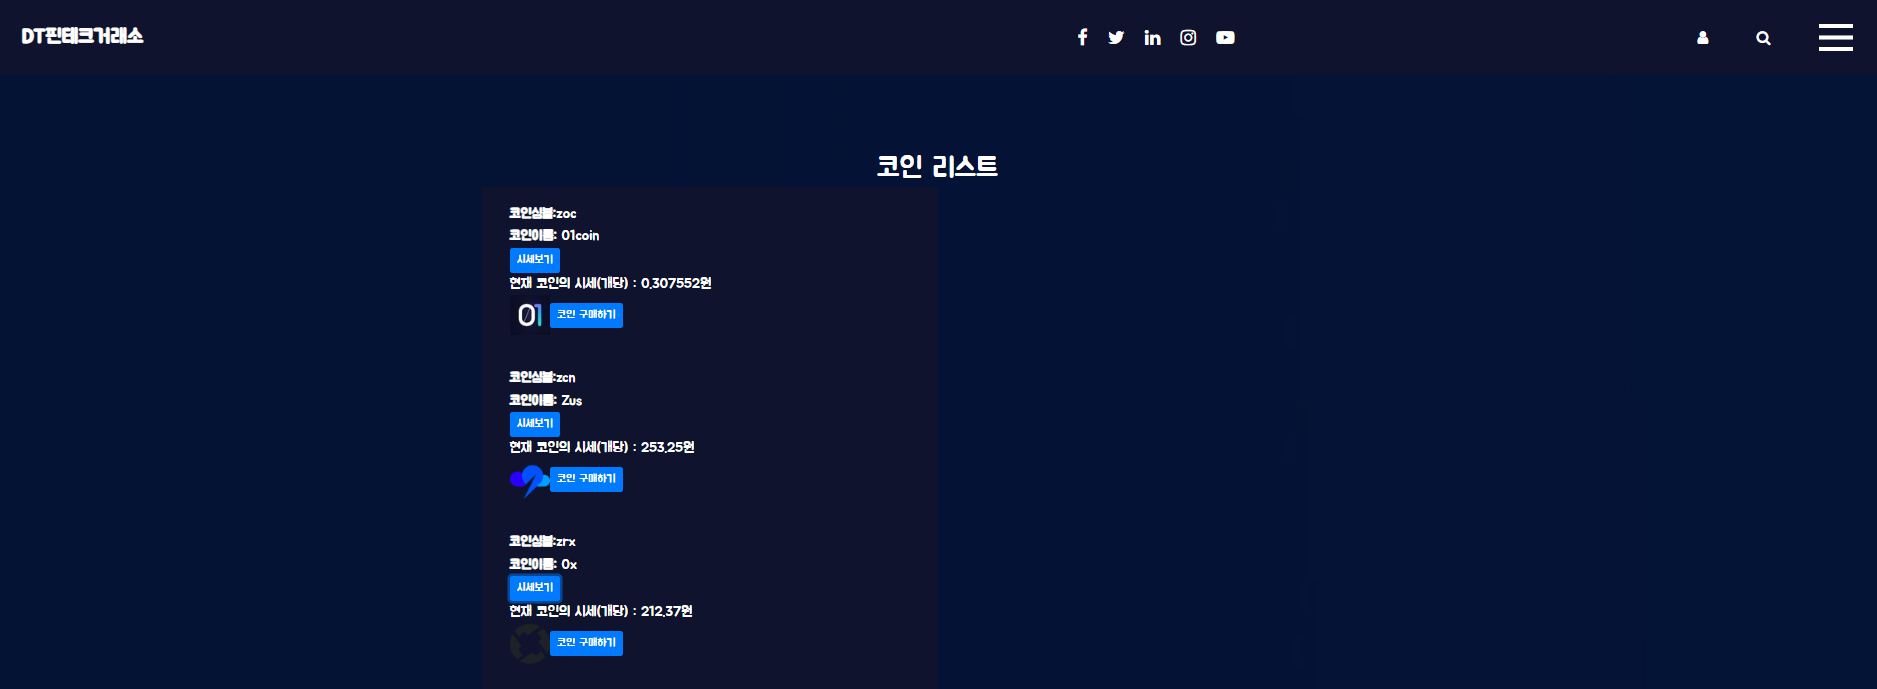 DT핀테크거래소
코인 리스트
코인심볼:zoc
코인이름: 01coin
시세보기
현재 코인의 시세(개당) : 0.307552원
01 코인 구매하기
코인심볼:zcn
코인이름: Zus
시세보기
현재 코인의 시세(개당) : 253.25원
코인 구매하기
코인심볼:zrx
코인이름: 0x
시세보기
현재 코인의 시세(개당) : 212.37원
코인 구매하기